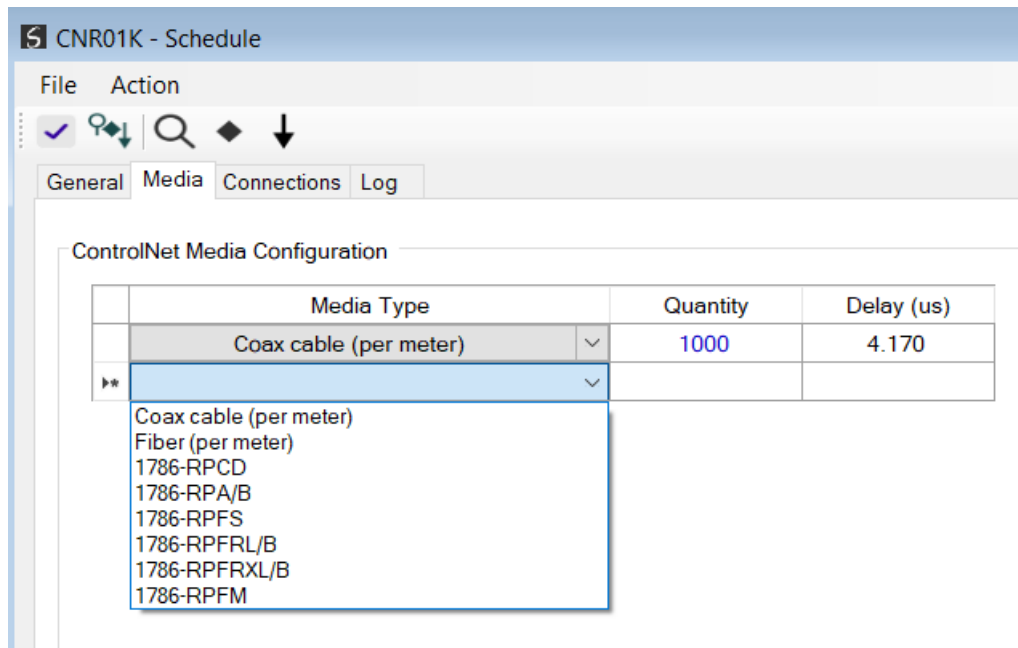 CNR01K - Schedule
File Action
General Media Connections Log
ControlNet Media Configuration
Media Type Quantity Delay (us)
Coax cable (per meter) 1000 4.170
Coax cable (per meter)
Fiber (per meter)
1786-RPCD
1786-RPA/B
1786-RPFS
1786-RPFRL/B
1786-RPFRXL/B
1786-RPFM